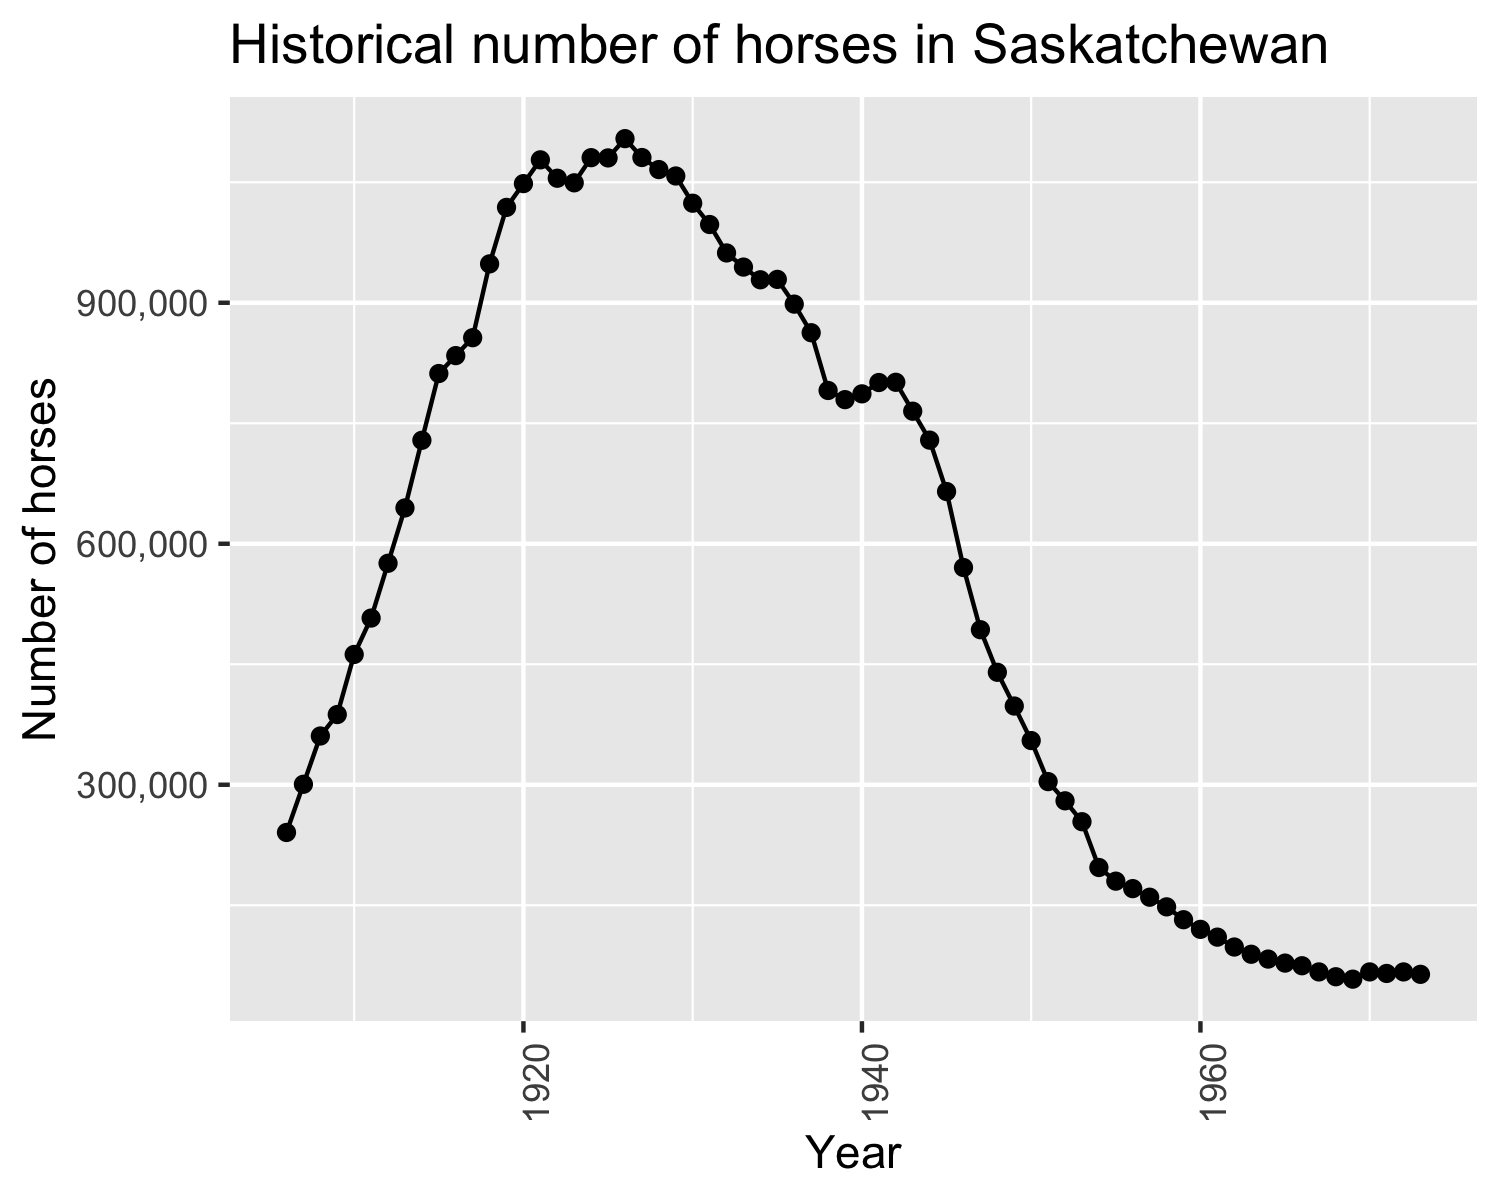 Historical number of horses in Saskatchewan
Number of horses
900,000
600,000
300,000
1920
1940
1960
Year